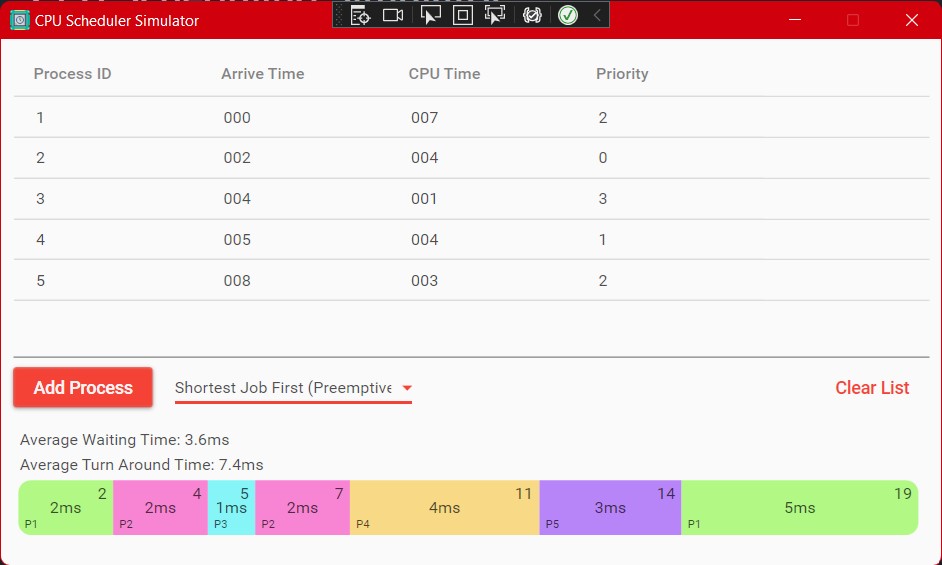 CPU Scheduler Simulator
Process ID Arrive Time CPU Time Priority
1 000 007 2
2 002 004 0
3 004 001 3
4 005 004 1
5 008 003 2
Add Process Shortest Job First (Preemptive Clear List
Average Waiting Time: 3.6ms
Average Turn Around Time: 7.4ms
2 4 5 7 11 14 19
2ms 2ms 1ms 2ms 4ms 3ms 5ms
P1 P2 P3 P2 P4 P5 P1